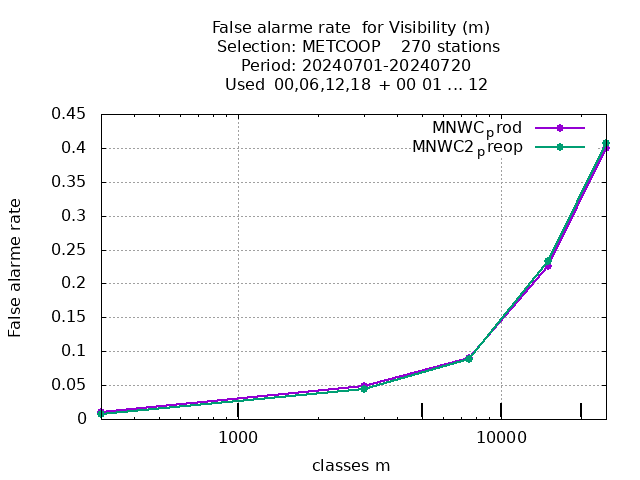 False alarme rate  for Visibility (m)
Selection: METCOOP    270 stations
Period: 20240701-20240720
Used  00,06,12,18 + 00 01 ... 12
MNWCprod
MNWC2preop
False alarme rate
0.45
0.4
0.35
0.3
0.25
0.2
0.15
0.1
0.05
0
1000 10000
classes m